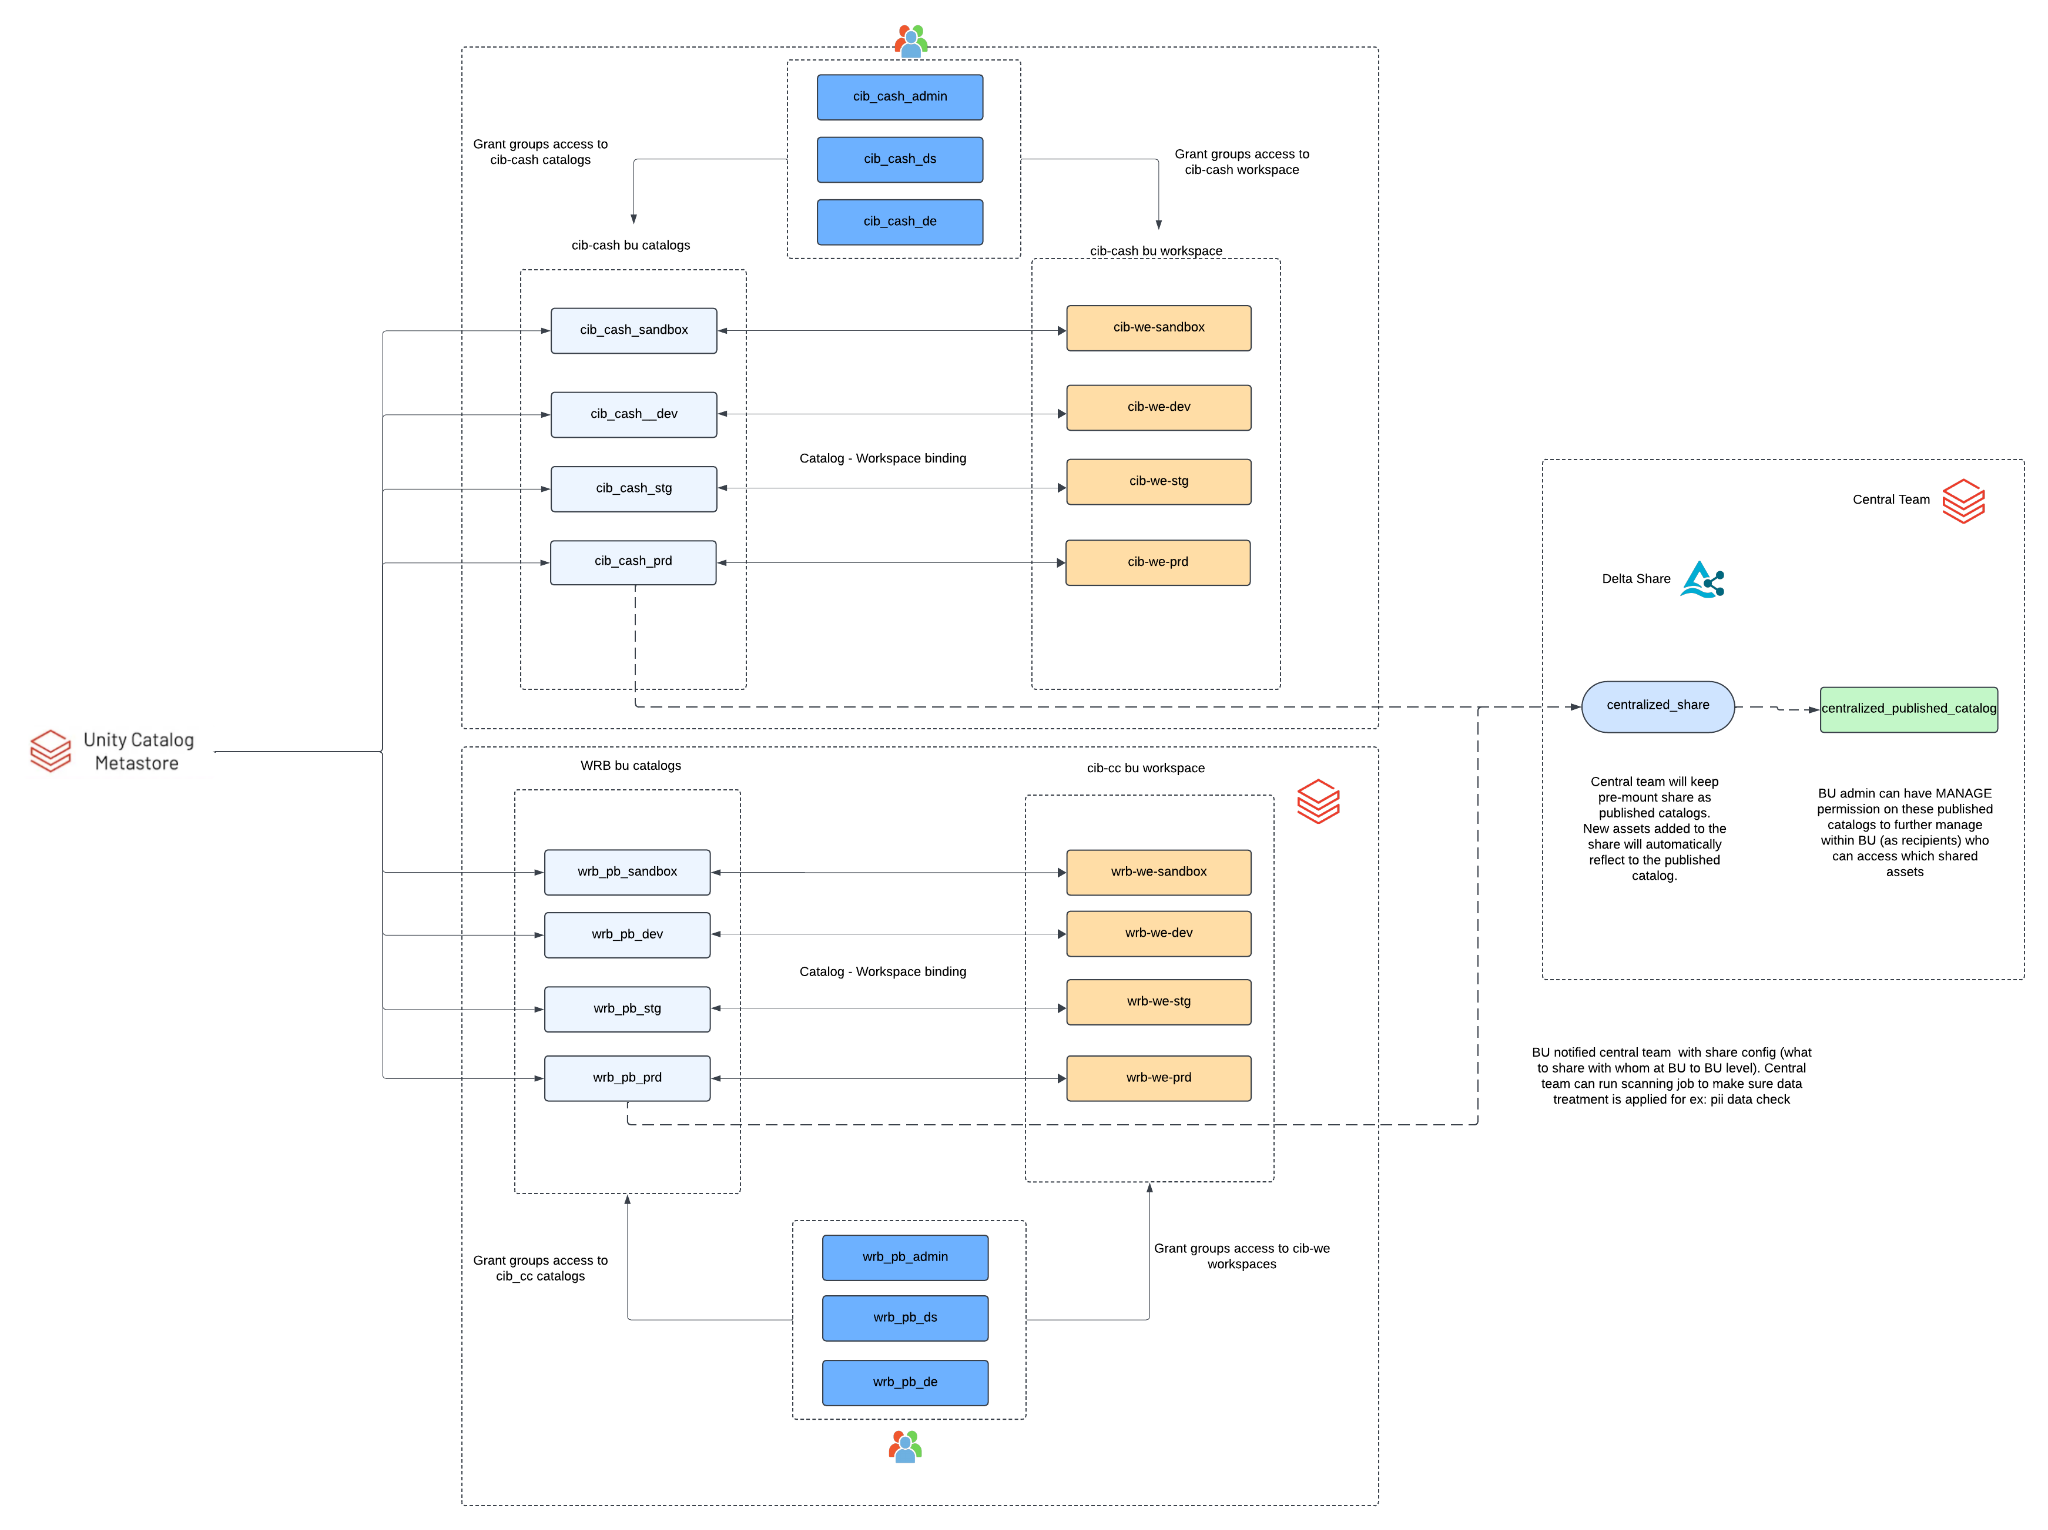 cib_cash_admin
cib_cash_ds
cib_cash_de
Grant groups access to
cib-cash catalogs
Grant groups access to
cib-cash workspace
cib-cash bu catalogs
cib-cash bu workspace
cib_cash_sandbox
cib-we-sandbox
cib_cash__dev
cib-we-dev
Catalog - Workspace binding
cib_cash_stg
cib-we-stg
cib_cash_prd
cib-we-prd
Central Team
Delta Share
centralized_share
centralized_published_catalog
Central team will keep
pre-mount share as
published catalogs.
New assets added to the
share will automatically
reflect to the published
catalog.
BU admin can have MANAGE
permission on these published
catalogs to further manage
within BU (as recipients) who
can access which shared
assets
Unity Catalog
Metastore
WRB bu catalogs
cib-cc bu workspace
wrb_pb_sandbox
wrb-we-sandbox
wrb_pb_dev
wrb-we-dev
Catalog - Workspace binding
wrb_pb_stg
wrb-we-stg
wrb_pb_prd
wrb-we-prd
BU notified central team  with share config (what
to share with whom at BU to BU level). Central
team can run scanning job to make sure data
treatment is applied for ex: pii data check
Grant groups access to
cib_cc catalogs
Grant groups access to cib-we
workspaces
wrb_pb_admin
wrb_pb_ds
wrb_pb_de